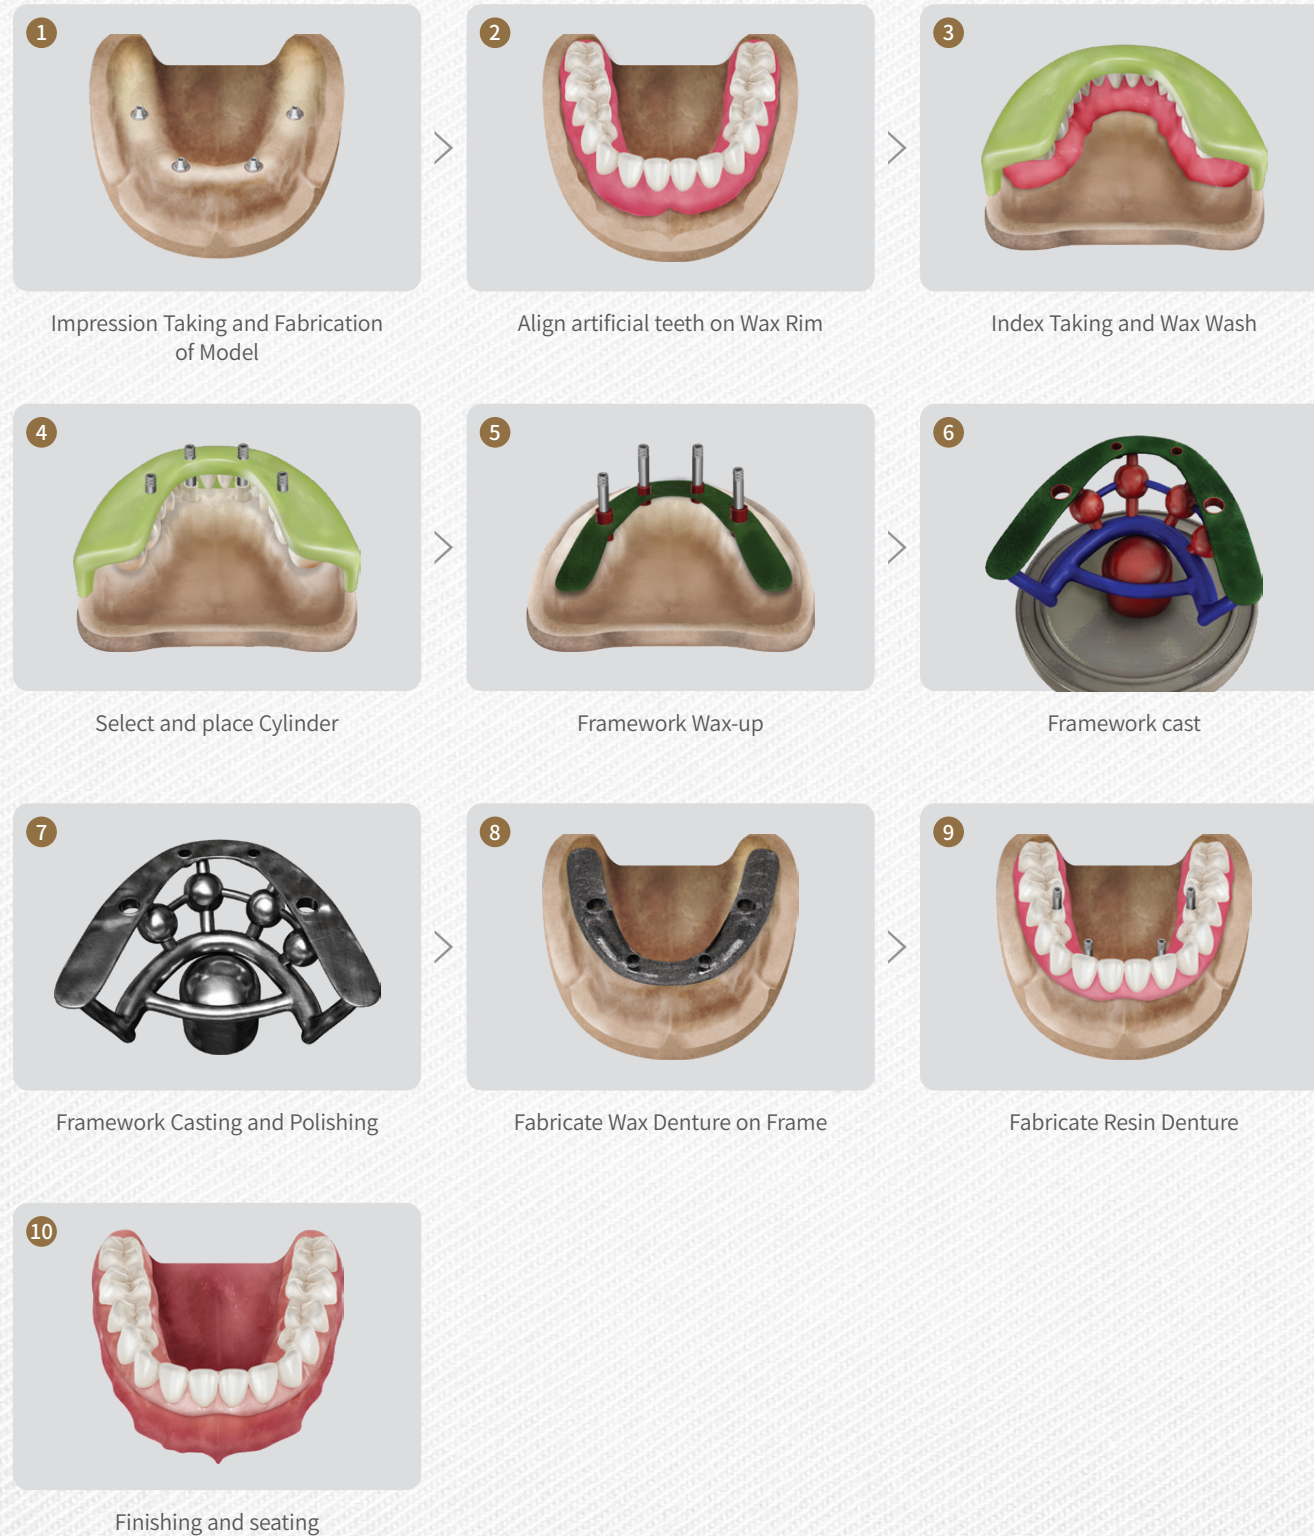 1
Impression Taking and Fabrication
of Model
2
Align artificial teeth on Wax Rim
3
Index Taking and Wax Wash
4
Select and place Cylinder
5
Framework Wax-up
6
Framework cast
7
Framework Casting and Polishing
8
Fabricate Wax Denture on Frame
9
Fabricate Resin Denture
10
Finishing and seating